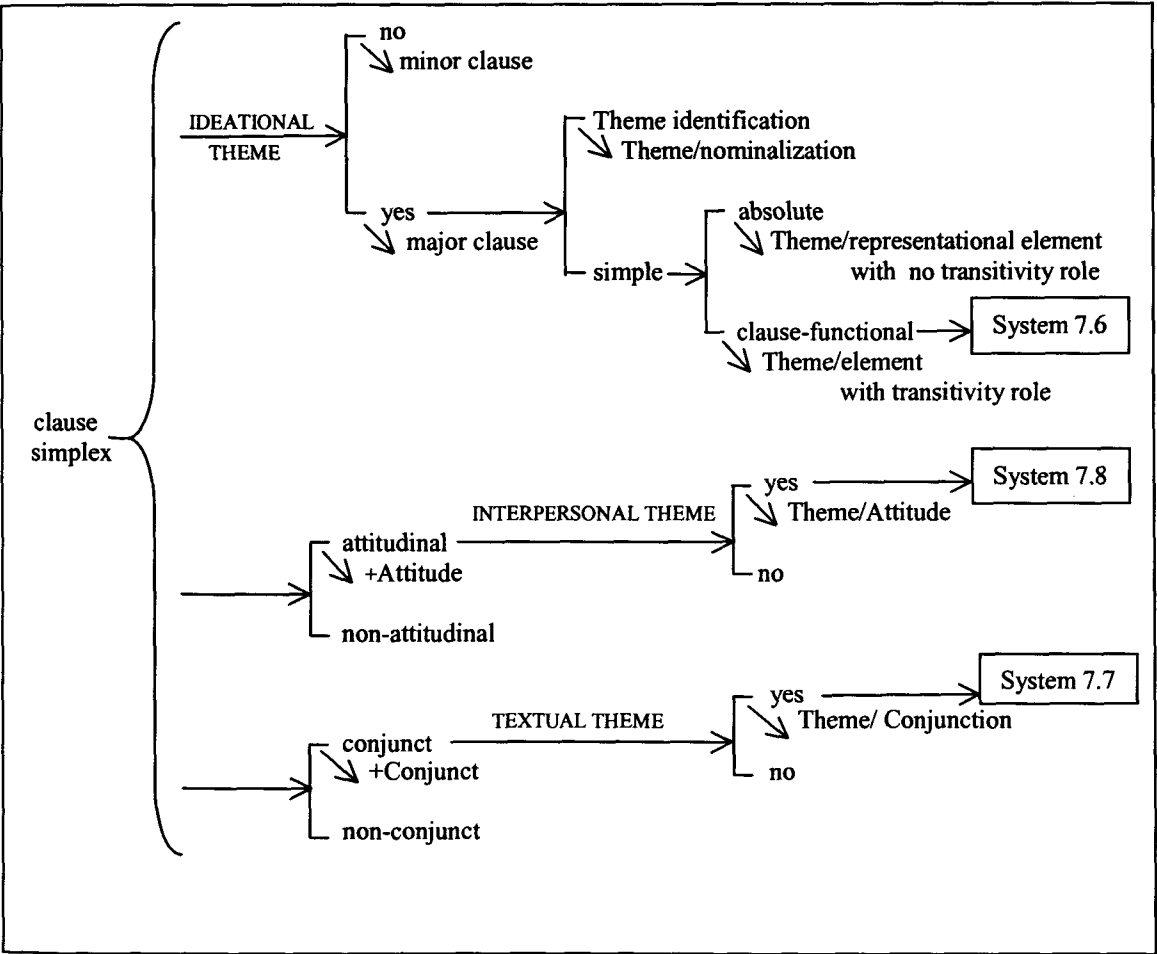 no
minor clause
IDEATIONAL
THEME
Theme identification
Theme/nominalization
yes
major clause
absolute
Theme/representational element
with no transitivity role
simple
clause-functional
System 7.6
Theme/element
with transitivity role
clause
simplex
yes
System 7.8
INTERPERSONAL THEME
Theme/Attitude
attitudinal
+Attitude
no
non-attitudinal
System 7.7
yes
TEXTUAL THEME
Theme/ Conjunction
conjunct
+Conjunct
no
non-conjunct